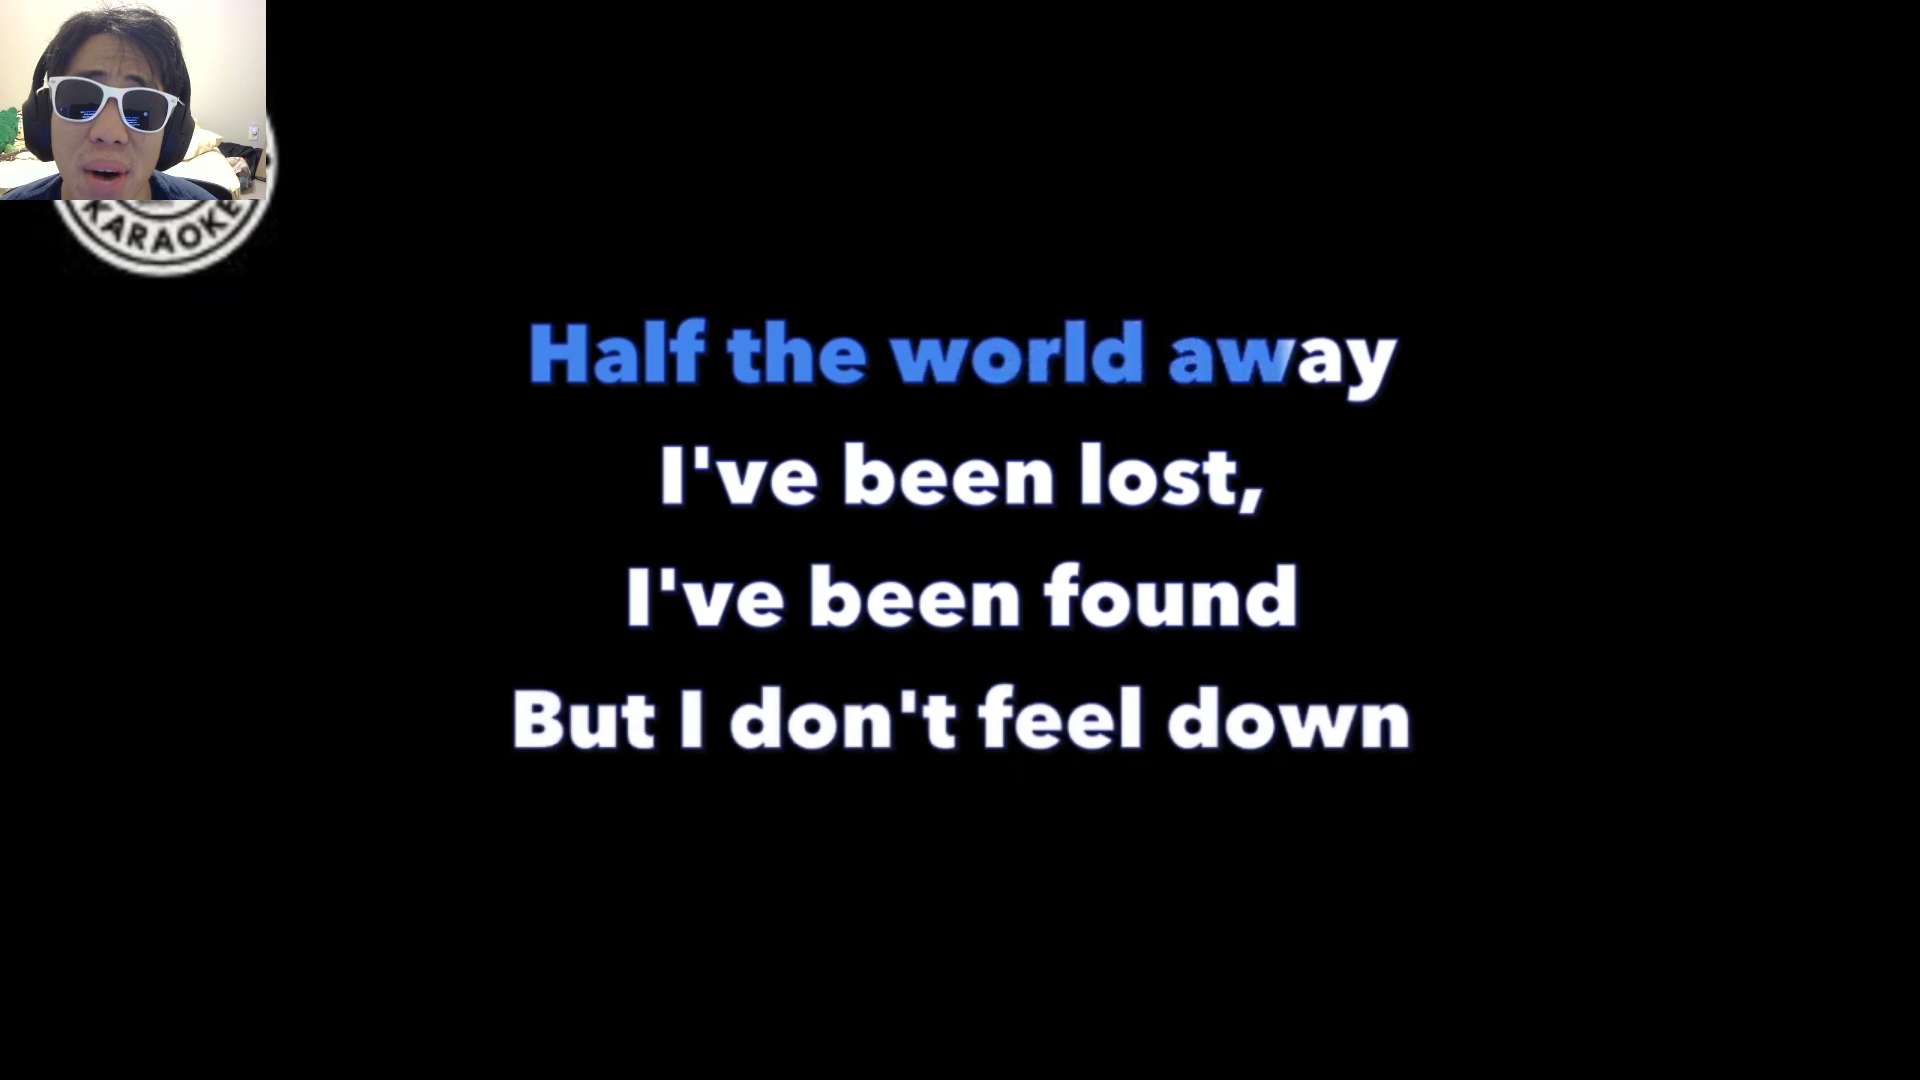 KARAOKE
Half the world away
I've been lost,
I've been found
But I don't feel down